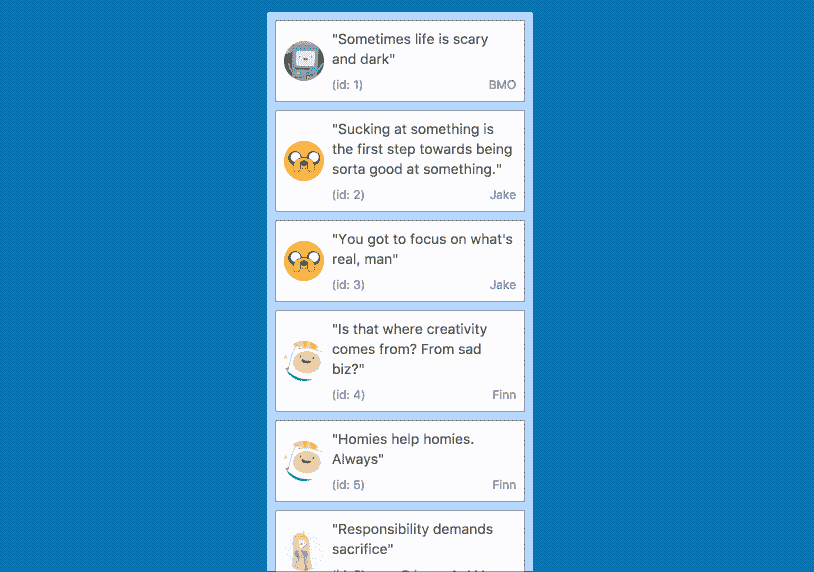 "Sometimes life is scary
and dark"
(id: 1) BMO
"Sucking at something is
the first step towards being
sorta good at something."
(id: 2) Jake
"You got to focus on what's
real, man"
(id: 3) Jake
"Is that where creativity
comes from? From sad
biz?"
(id: 4) Finn
"Homies help homies.
Always"
(id: 5) Finn
"Responsibility demands
sacrifice"